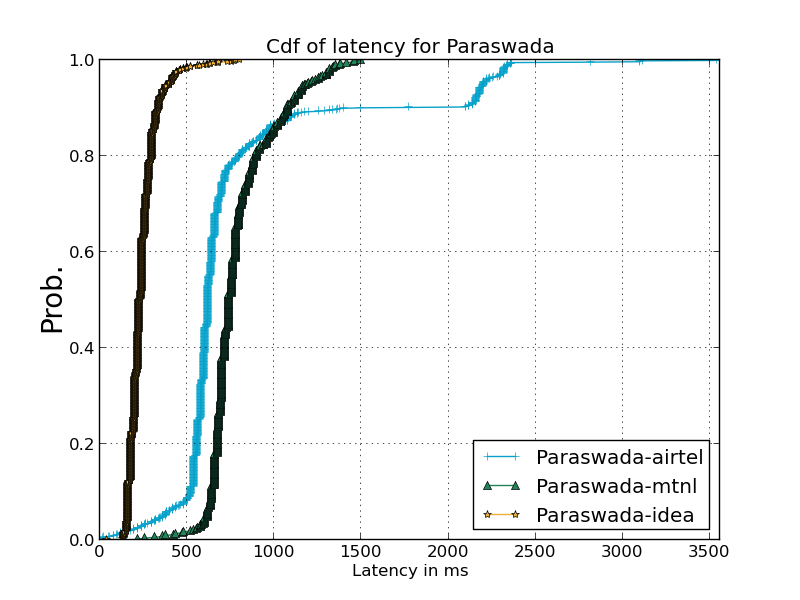 Cdf of latency for Paraswada
1.0
0.8
0.6
0.4
0.2
0.0
Prob.
Paraswada-airtel
Paraswada-mtnl
Paraswada-idea
0 500 1000 1500 2000 2500 3000 3500
Latency in ms